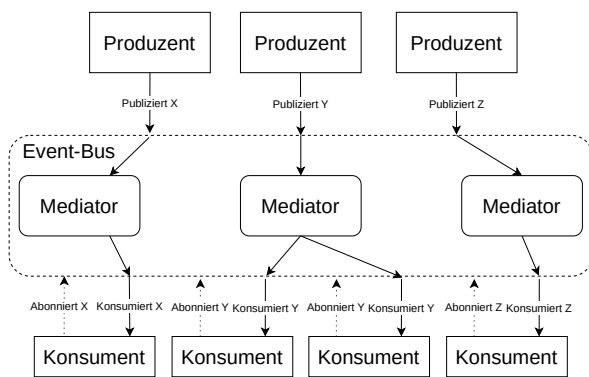 Produzent
Produzent
Produzent
Publiziert X
Publiziert Y
Publiziert Z
Event-Bus
Mediator
Mediator
Mediator
Abonniert X
Konsumiert X
Abonniert Y
Konsumiert Y
Abonniert Y
Konsumiert Y
Abonniert Z
Konsumiert Z
Konsument
Konsument
Konsument
Konsument